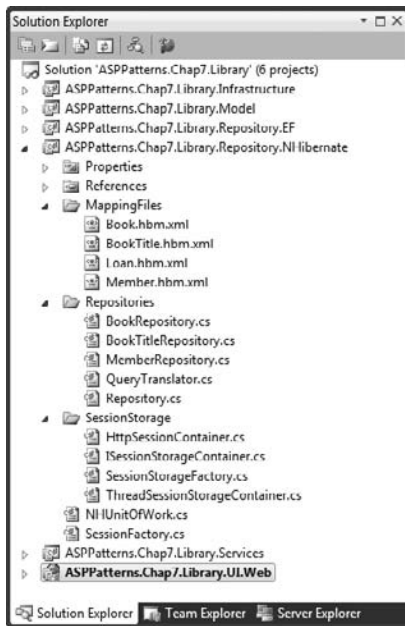 Solution Explorer
Solution 'ASPPatterns.Chap7.Library' (6 projects)
ASPPatterns.Chap7.Library.Infrastructure
ASPPatterns.Chap7.Library.Model
ASPPatterns.Chap7.Library.Repository.EF
ASPPatterns.Chap7.Library.Repository.NHibernate
Properties
References
MappingFiles
Book.hbm.xml
BookTitle.hbm.xml
Loan.hbm.xml
Member.hbm.xml
Repositories
BookRepository.cs
BookTitleRepository.cs
MemberRepository.cs
QueryTranslator.cs
Repository.cs
SessionStorage
HttpSessionContainer.cs
ISessionStorageContainer.cs
SessionStorageFactory.cs
ThreadSessionStorageContainer.cs
NHUnitOfWork.cs
SessionFactory.cs
ASPPatterns.Chap7.Library.Services
ASPPatterns.Chap7.Library.UI.Web
Solution Explorer Team Explorer Server Explorer